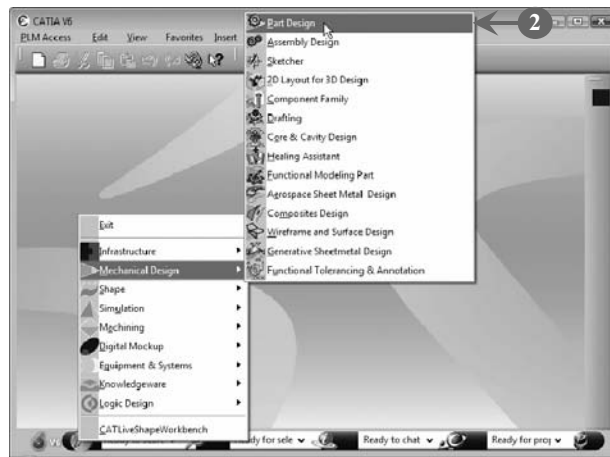 CATIA V6
PLM Access Edit View Favorites Insert
Part Design
2
Assembly Design
Sketcher
2D Layout for 3D Design
Component Family
Drafting
Core & Cavity Design
Healing Assistant
Functional Modeling Part
Aerospace Sheet Metal Design
Composites Design
Wireframe and Surface Design
Generative Sheetmetal Design
Functional Tolerancing & Annotation
Exit
Infrastructure
Mechanical Design
Shape
Simulation
Machining
Digital Mockup
Equipment & Systems
Knowledgeware
Logic Design
CATLiveShapeWorkbench
dy for sele Ready to chat Ready for proj